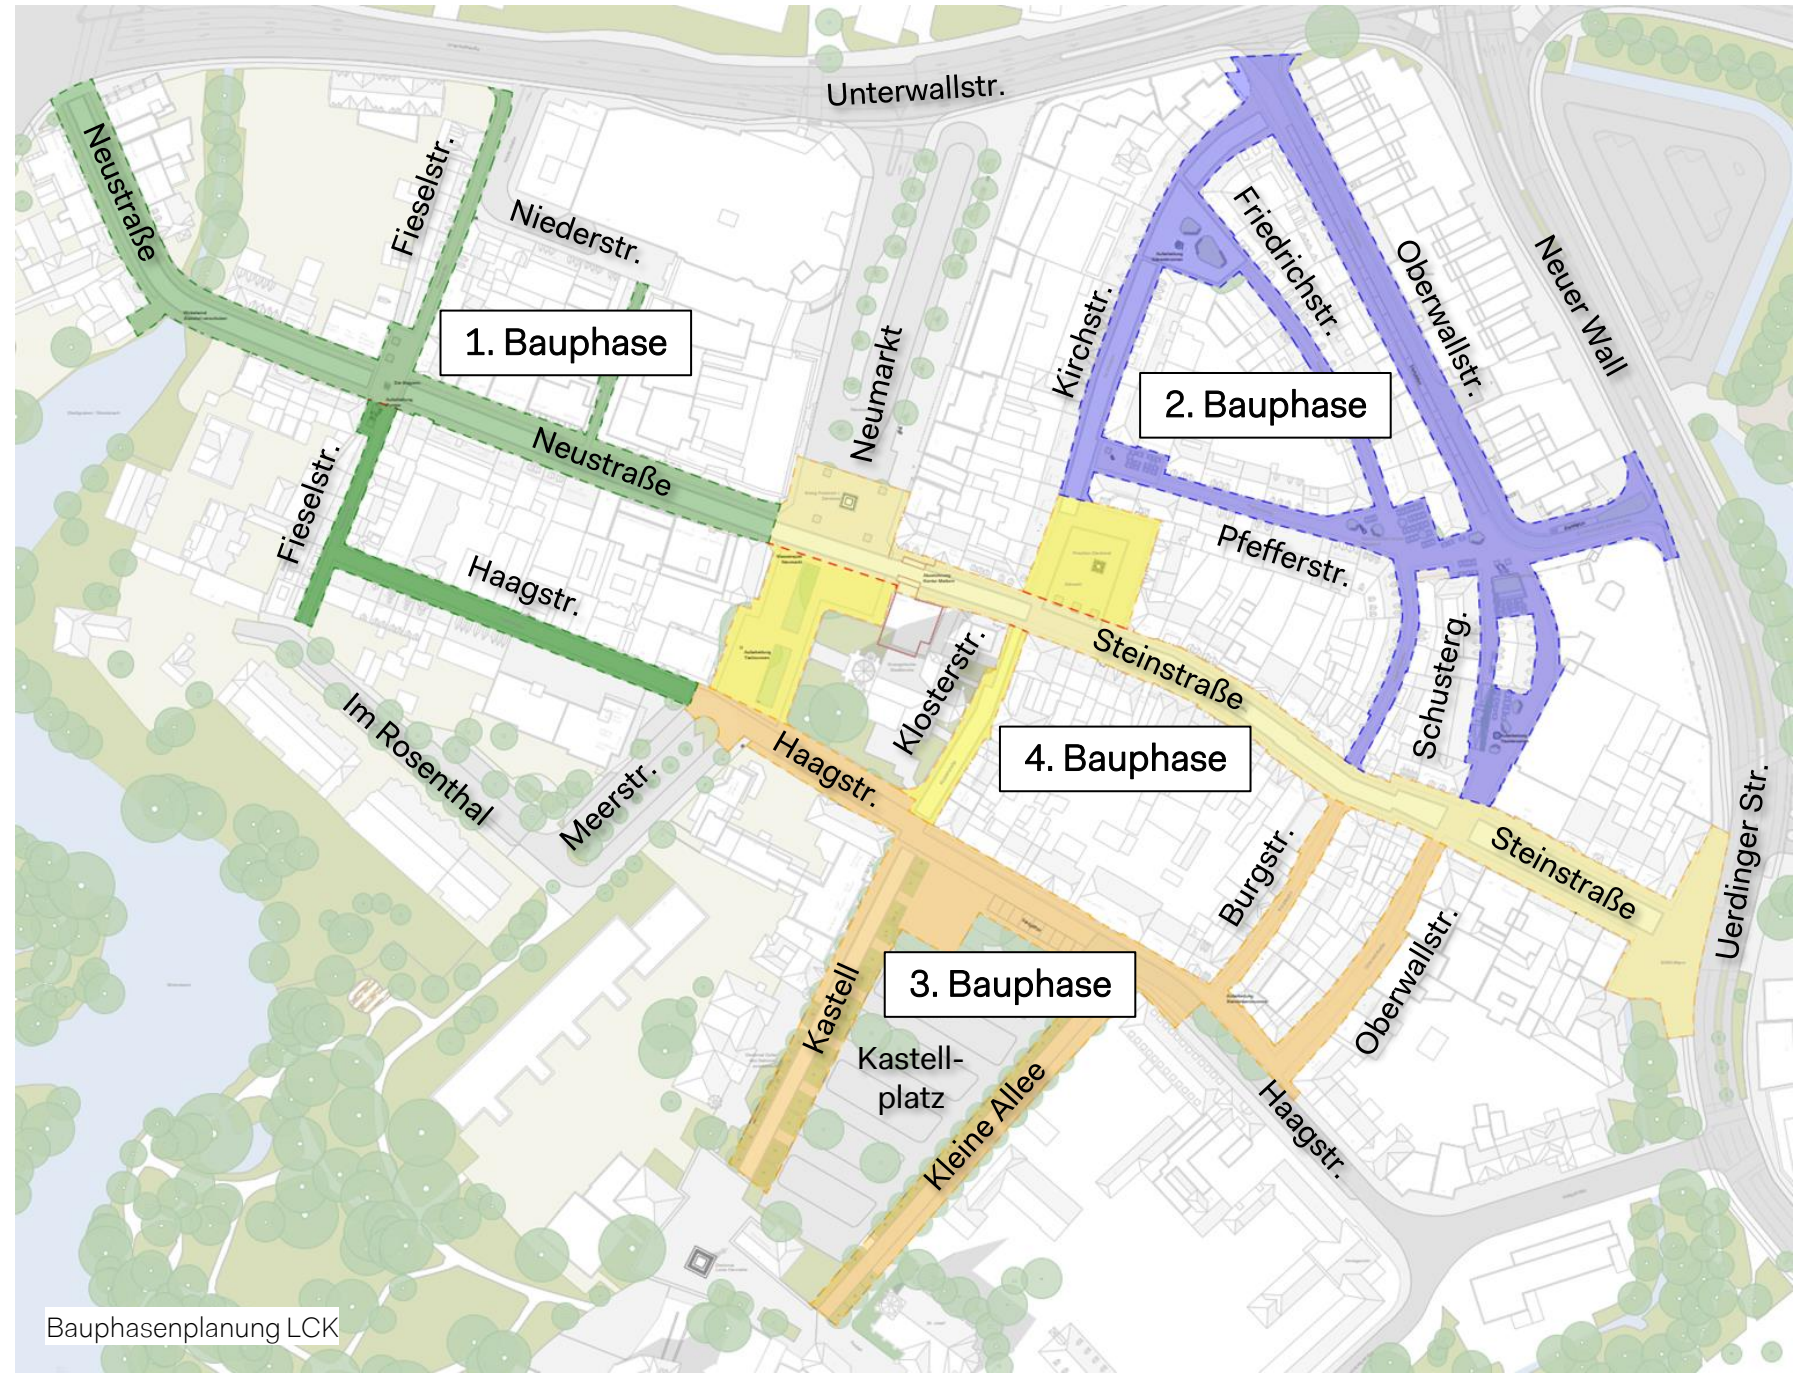 Unterwallstr.
Neustraße
Fieselstr.
Niederstr.
Friedrichstr.
Oberwallstr.
Neuer Wall
Kirchstr.
1. Bauphase
Neumarkt
2. Bauphase
Neustraße
Fieselstr.
Pfefferstr.
Haagstr.
Steinstraße
Schusterg.
Klosterstr.
Im Rosenthal
Meerstr.
Haagstr.
4. Bauphase
Steinstraße
Uerdinger Str.
Burgstr.
Oberwallstr.
3. Bauphase
Kastell
Kastell-
platz
Kleine Allee
Haagstr.
Bauphasenplanung LCK